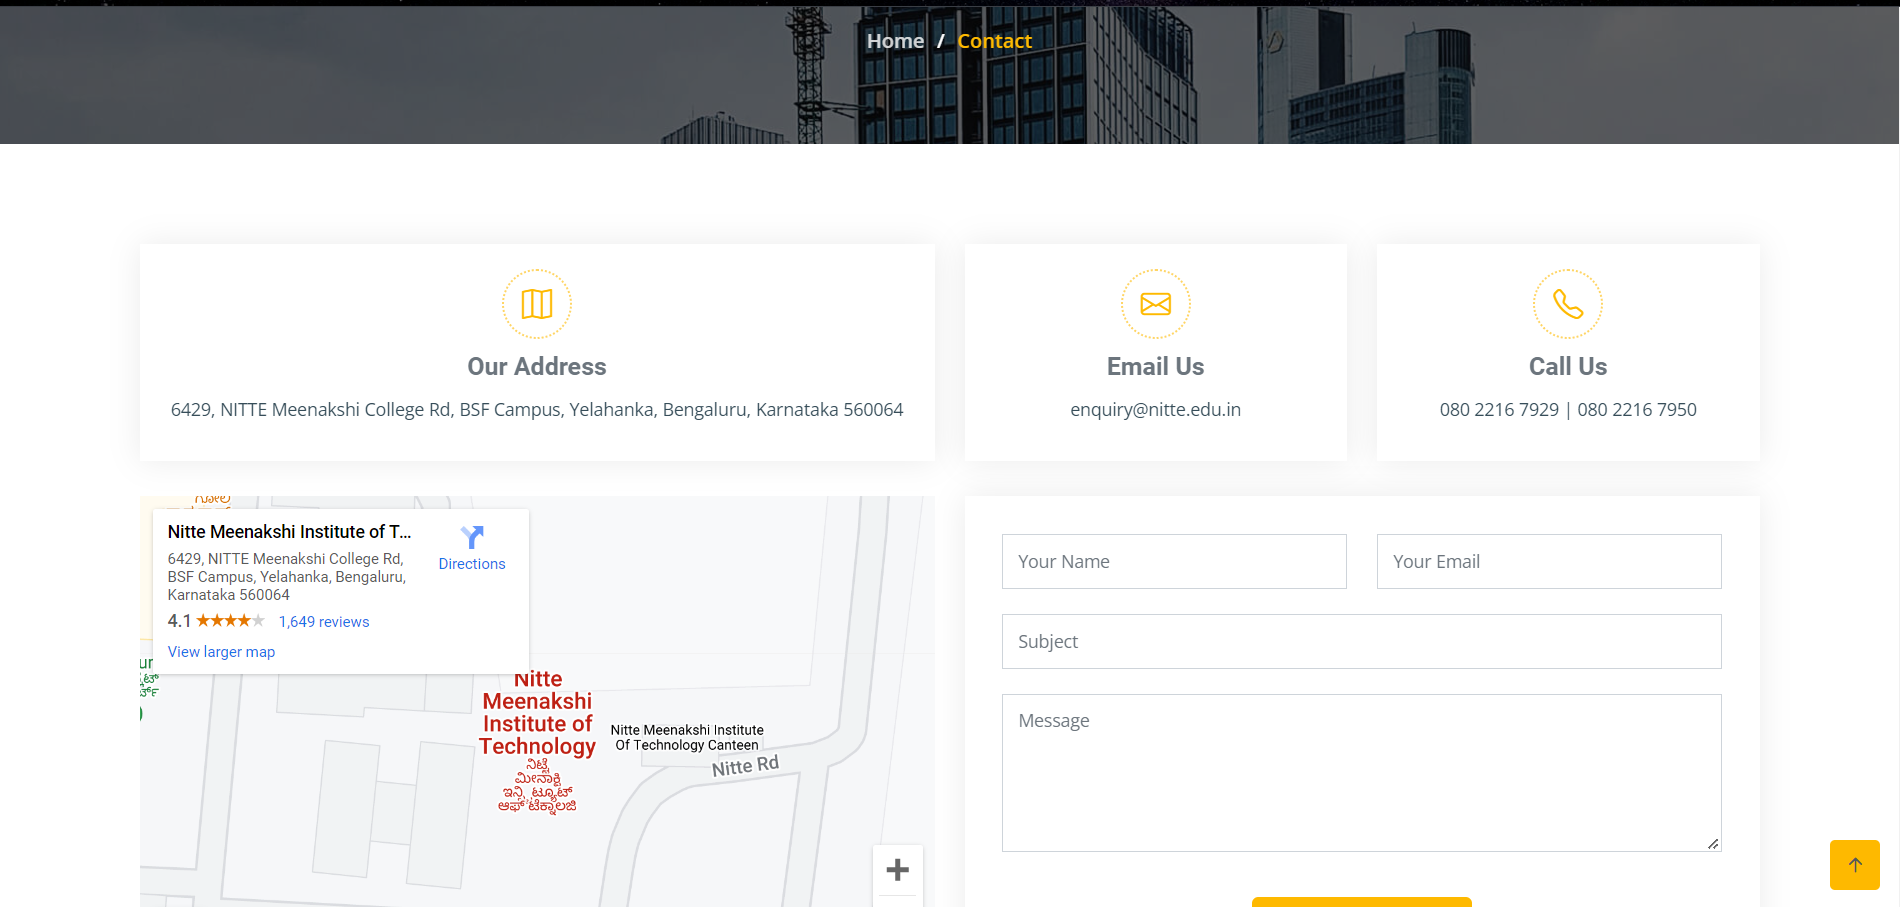 Home / Contact
Our Address
6429, NITTE Meenakshi College Rd, BSF Campus, Yelahanka, Bengaluru, Karnataka 560064
Email Us
enquiry@nitte.edu.in
Call Us
080 2216 7929 | 080 2216 7950
Nitte Meenakshi Institute of T...
6429, NITTE Meenakshi College Rd,
BSF Campus, Yelahanka, Bengaluru,
Karnataka 560064
4.1
1,649 reviews
View larger map
Directions
Nitte
Meenakshi
Institute of
Technology
ನಿಟ್ಟೆ
ಮೀನಾಕ್ಷಿ
ಇನ್ಸ್ಟಿಟ್ಯೂಟ್
ಆಫ್ ಟೆಕ್ನಾಲಜಿ
Nitte Meenakshi Institute
Of Technology Canteen
Nitte Rd
Your Name
Your Email
Subject
Message